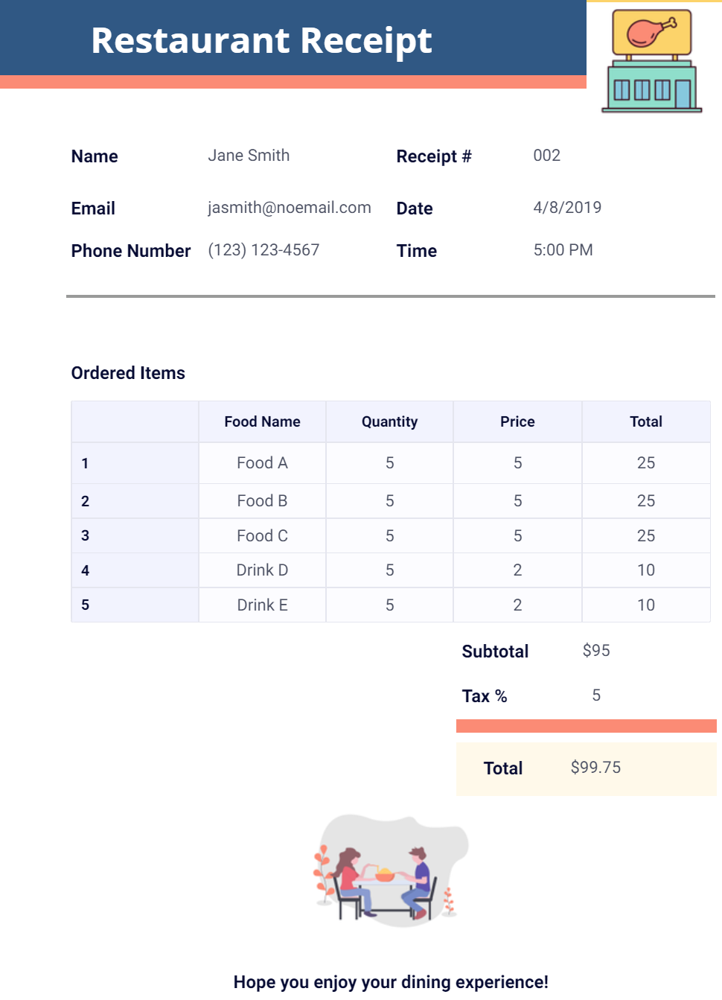 Restaurant Receipt
Name Jane Smith Receipt # 002
Email jasmith@noemail.com Date 4/8/2019
Phone Number (123) 123-4567 Time 5:00 PM
Ordered Items
Food Name Quantity Price Total
1 Food A 5 5 25
2 Food B 5 5 25
3 Food C 5 5 25
4 Drink D 5 2 10
5 Drink E 5 2 10
Subtotal $95
Tax % 5
Total $99.75
Hope you enjoy your dining experience!